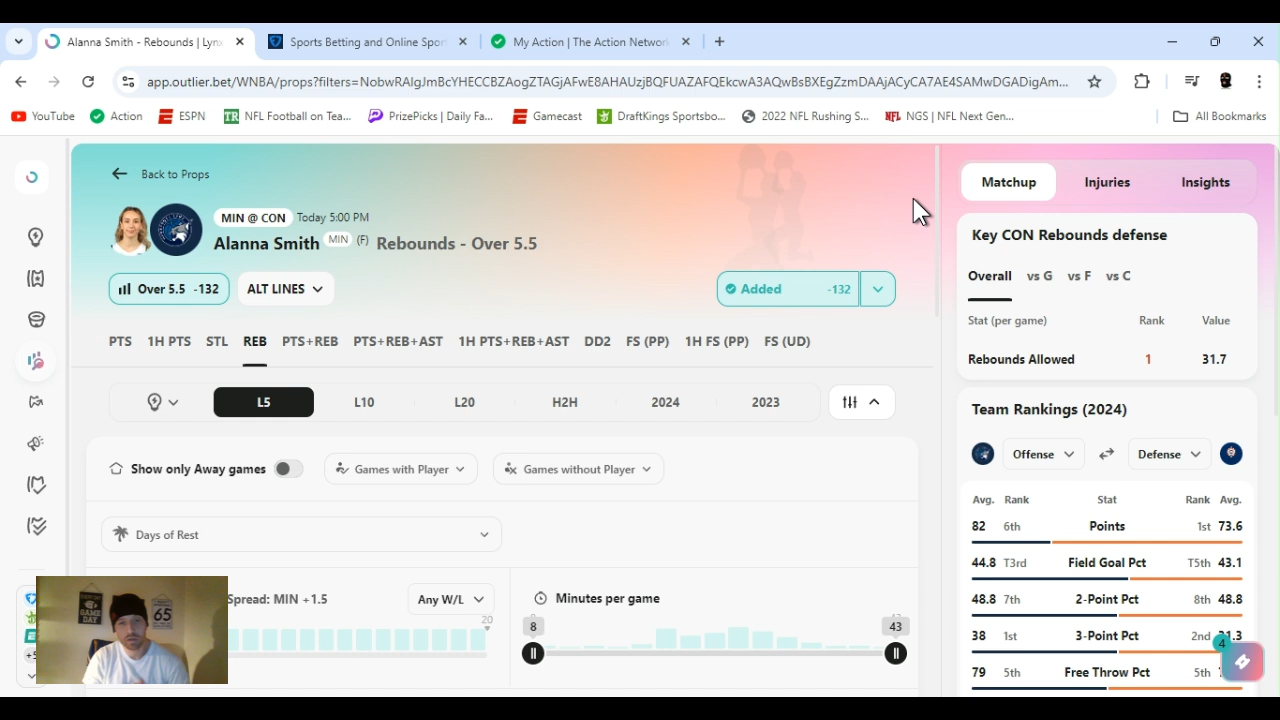 Alanna Smith - Rebounds | Lynx
Sports Betting and Online Spor
My Action | The Action Network
app.outlier.bet/WNBA/props?filters=NobwRAlgJmBcYHECCBZAogZTAGjAFwE8AHAUzjBQFUAZAFQEkcwA3AQwBsBXEgZzmDAAjACyCA7AE4SAMwDGADigAm...
YouTube
Action
ESPN
NFL Football on Tea...
PrizePicks | Daily Fa...
Gamecast
DraftKings Sportsbo...
2022 NFL Rushing S...
NGS | NFL Next Gen...
All Bookmarks
Back to Props
MIN @ CON Today 5:00 PM
Alanna Smith MIN (F) Rebounds - Over 5.5
Over 5.5 -132
ALT LINES
Added -132
PTS 1H PTS STL REB PTS+REB PTS+REB+AST 1H PTS+REB+AST DD2 FS (PP) 1H FS (PP) FS (UD)
L5 L10 L20 H2H 2024 2023
Show only Away games
Games with Player
Games without Player
Days of Rest
Spread: MIN +1.5
Any W/L
20
Minutes per game
8
43
GAME DAY
65
Matchup Injuries Insights
Key CON Rebounds defense
Overall vs G vs F vs C
Stat (per game) Rank Value
Rebounds Allowed 1 31.7
Team Rankings (2024)
Offense
Defense
Avg. Rank Stat Rank Avg.
82 6th Points 1st 73.6
44.8 T3rd Field Goal Pct T5th 43.1
48.8 7th 2-Point Pct 8th 48.8
38 1st 3-Point Pct 2nd
4
79 5th Free Throw Pct 5th